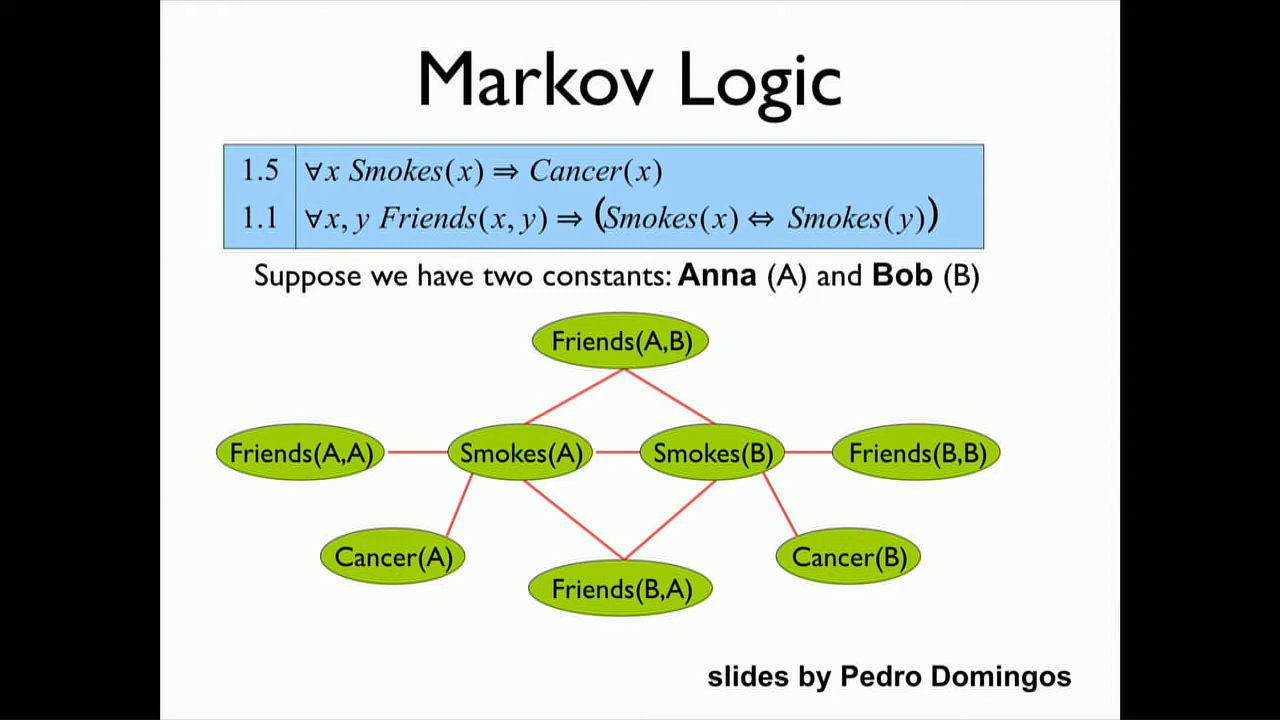 Markov Logic
1.5 ∀x Smokes(x) ⇒ Cancer(x)
1.1 ∀x, y Friends(x, y) ⇒ (Smokes(x) ⇔ Smokes(y))
Suppose we have two constants: Anna (A) and Bob (B)
Friends(A,B)
Friends(A,A) Smokes(A) Smokes(B) Friends(B,B)
Cancer(A) Cancer(B)
Friends(B,A)
slides by Pedro Domingos